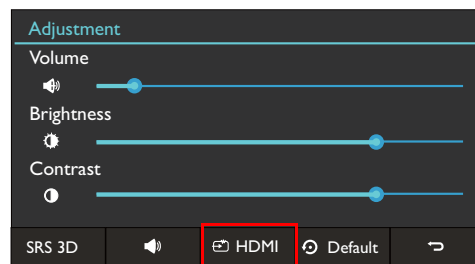 Adjustment
Volume
Brightness
Contrast
SRS 3D HDMI Default